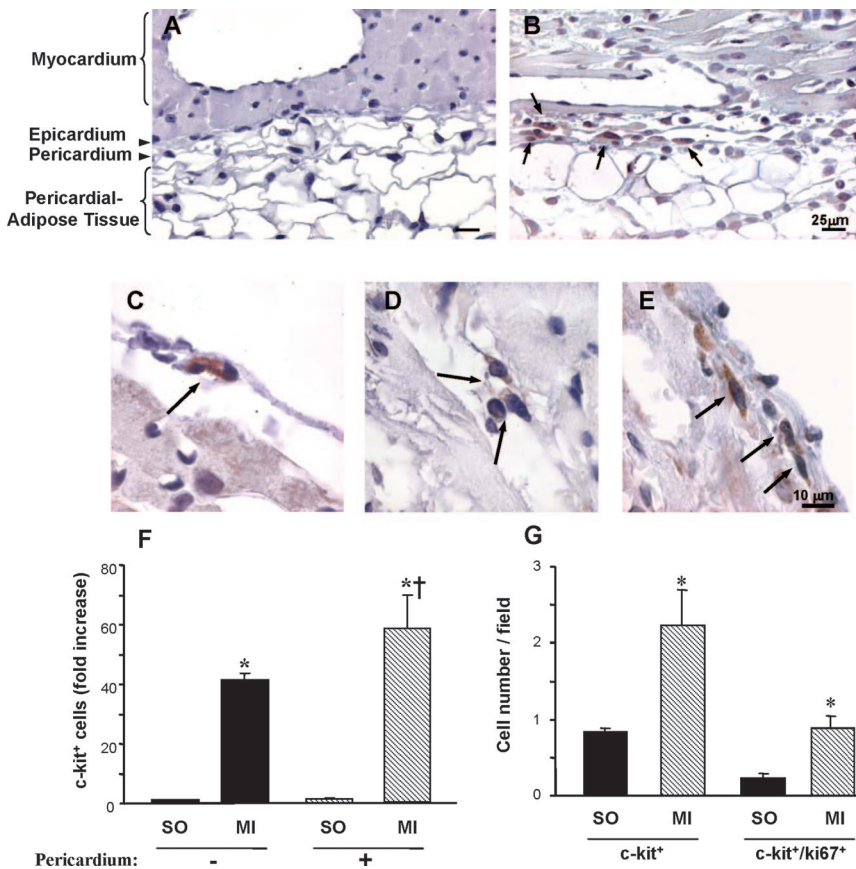 A
B
Myocardium
Epicardium
Pericardium
Pericardial-
Adipose Tissue
25μm
C
D
E
10 μm
F
c-kit⁺ cells (fold increase)
80
60
40
20
0
*
*†
SO MI SO MI
Pericardium: - +
G
Cell number / field
3
2
1
0
*
*
SO MI SO MI
c-kit⁺ c-kit⁺/ki67⁺